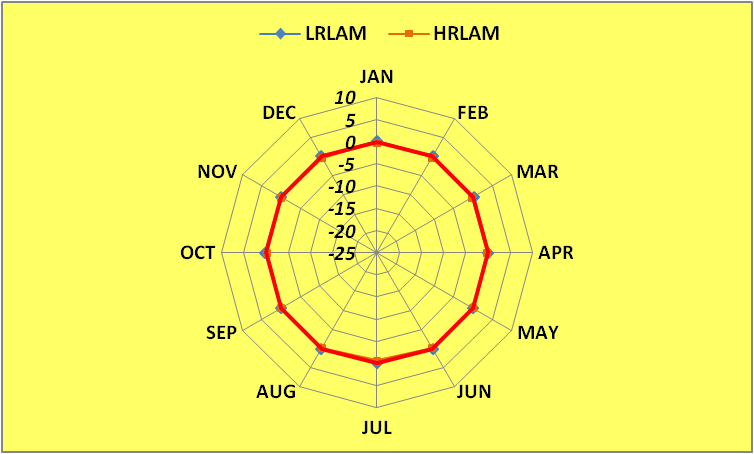 LRLAM HRLAM
JAN
10
DEC FEB
5
0
-5
NOV MAR
-10
-15
-20
OCT -25 APR
SEP MAY
AUG JUN
JUL